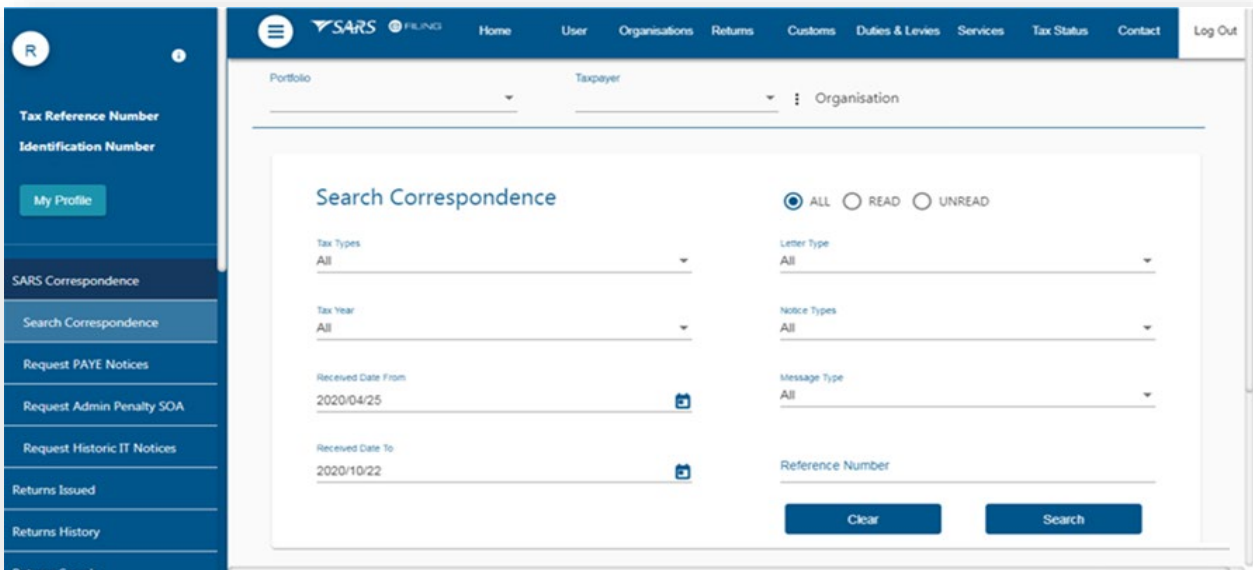 R
i
Tax Reference Number
Identification Number
My Profile
SARS Correspondence
Search Correspondence
Request PAYE Notices
Request Admin Penalty SOA
Request Historic IT Notices
Returns Issued
Returns History
SARS e FILING Home User Organisations Returns Customs Duties & Levies Services Tax Status Contact Log Out
Portfolio Taxpayer
Organisation
Search Correspondence
ALL READ UNREAD
Tax Types Letter Type
All All
Tax Year Notice Types
All All
Received Date From Message Type
2020/04/25 All
Received Date To
2020/10/22 Reference Number
Clear Search